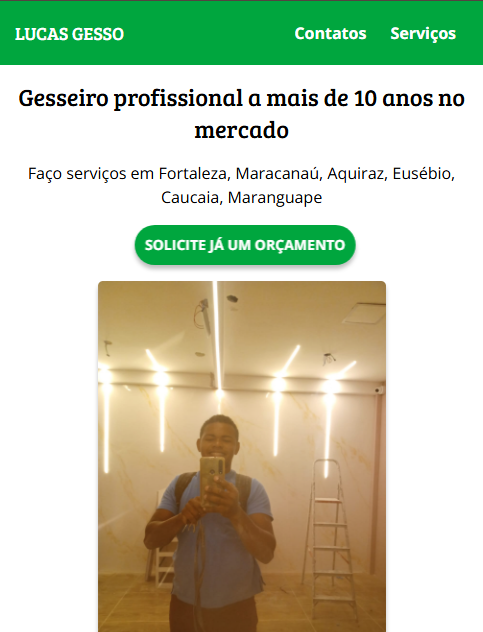 LUCAS GESSO
Contatos
Serviços
Gesseiro profissional a mais de 10 anos no
mercado
Faço serviços em Fortaleza, Maracanaú, Aquiraz, Eusébio,
Caucaia, Maranguape
SOLICITE JÁ UM ORÇAMENTO